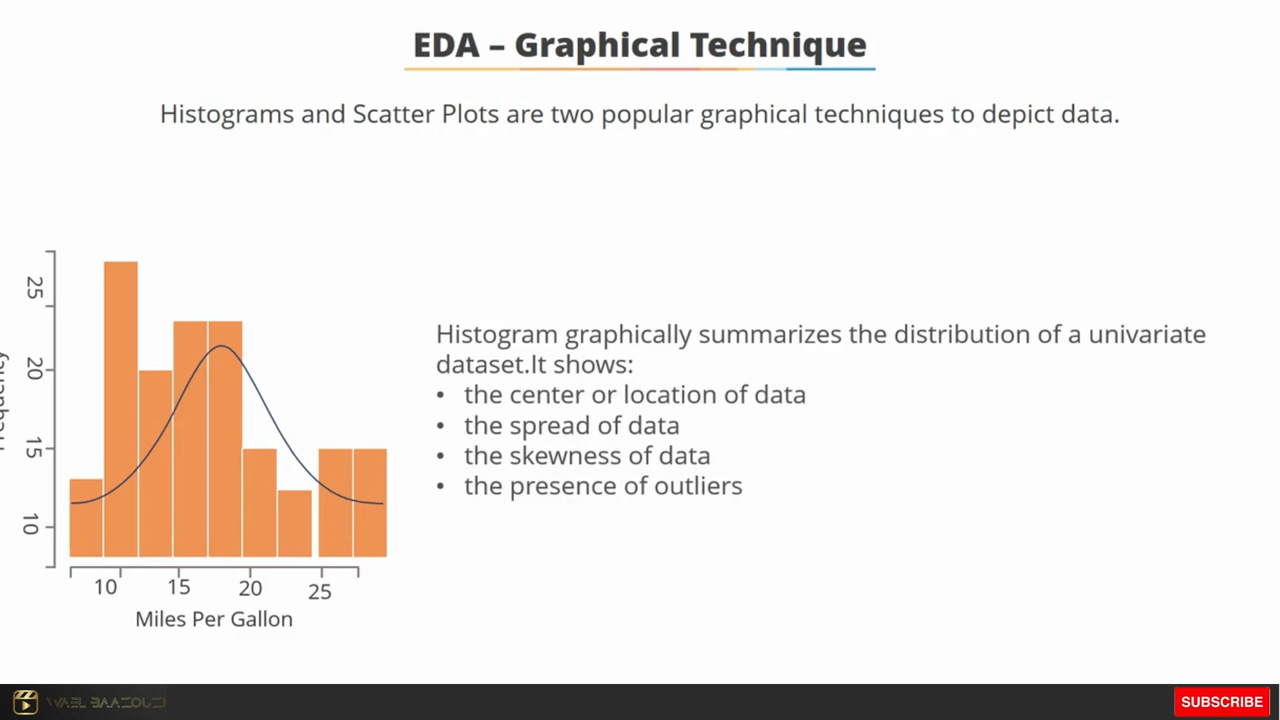 EDA – Graphical Technique
Histograms and Scatter Plots are two popular graphical techniques to depict data.
Histogram graphically summarizes the distribution of a univariate
dataset.It shows:
• the center or location of data
• the spread of data
• the skewness of data
• the presence of outliers
25
20
15
10
10 15 20 25
Miles Per Gallon
WAEL BAAZOUZI
SUBSCRIBE